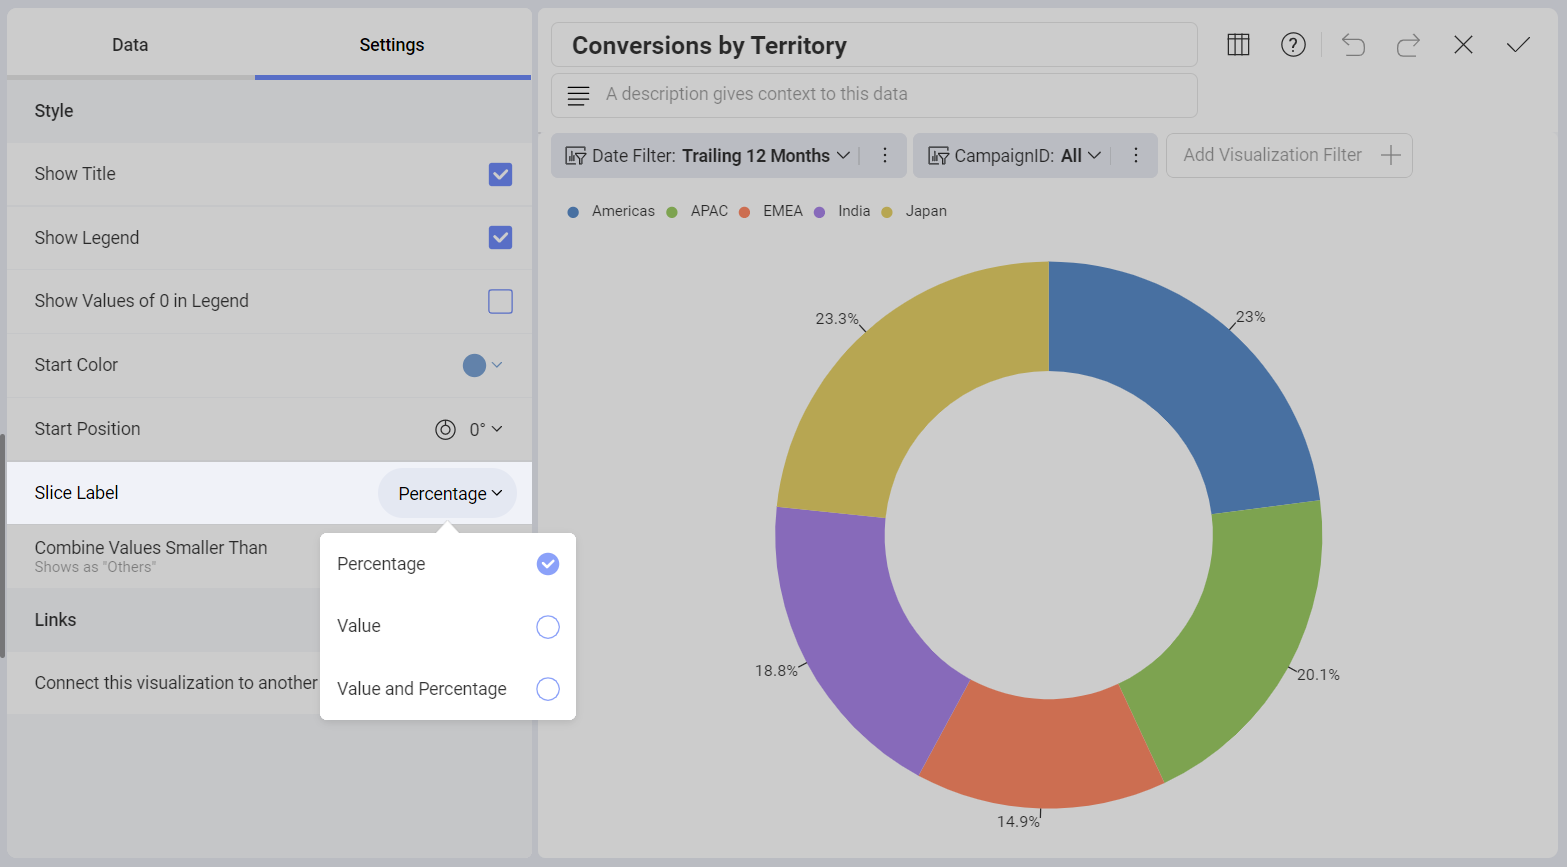 Data
Settings
Style
Show Title
Show Legend
Show Values of 0 in Legend
Start Color
Start Position
0°
Slice Label
Percentage
Combine Values Smaller Than
Shows as "Others"
Links
Connect this visualization to another
Percentage
Value
Value and Percentage
Conversions by Territory
?
A description gives context to this data
Date Filter: Trailing 12 Months
CampaignID: All
Add Visualization Filter
Americas APAC EMEA India Japan
23.3%
23%
18.8%
20.1%
14.9%